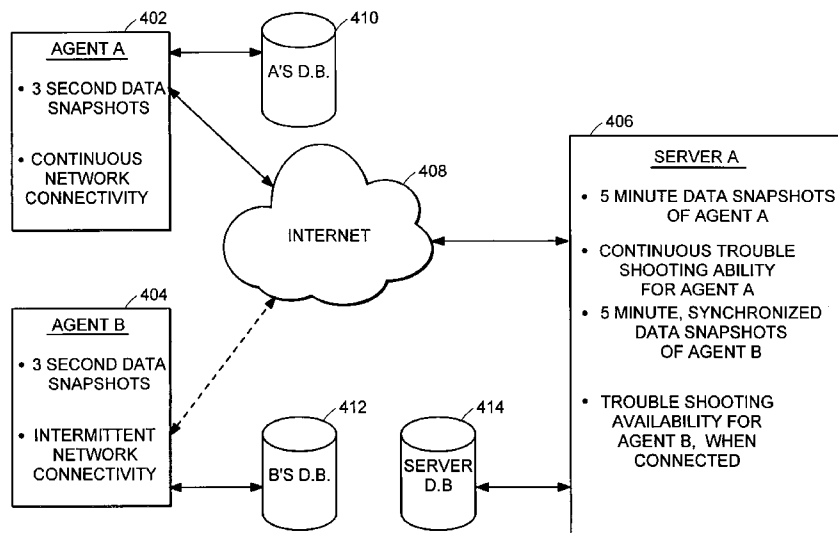 402
AGENT A
• 3 SECOND DATA
SNAPSHOTS
• CONTINUOUS
NETWORK
CONNECTIVITY
410
A'S D.B.
408
INTERNET
406
SERVER A
• 5 MINUTE DATA SNAPSHOTS
OF AGENT A
• CONTINUOUS TROUBLE
SHOOTING ABILITY
FOR AGENT A
• 5 MINUTE, SYNCHRONIZED
DATA SNAPSHOTS
OF AGENT B
• TROUBLE SHOOTING
AVAILABILITY FOR
AGENT B, WHEN
CONNECTED
404
AGENT B
• 3 SECOND DATA
SNAPSHOTS
• INTERMITTENT
NETWORK
CONNECTIVITY
412
B'S D.B.
414
SERVER
D.B